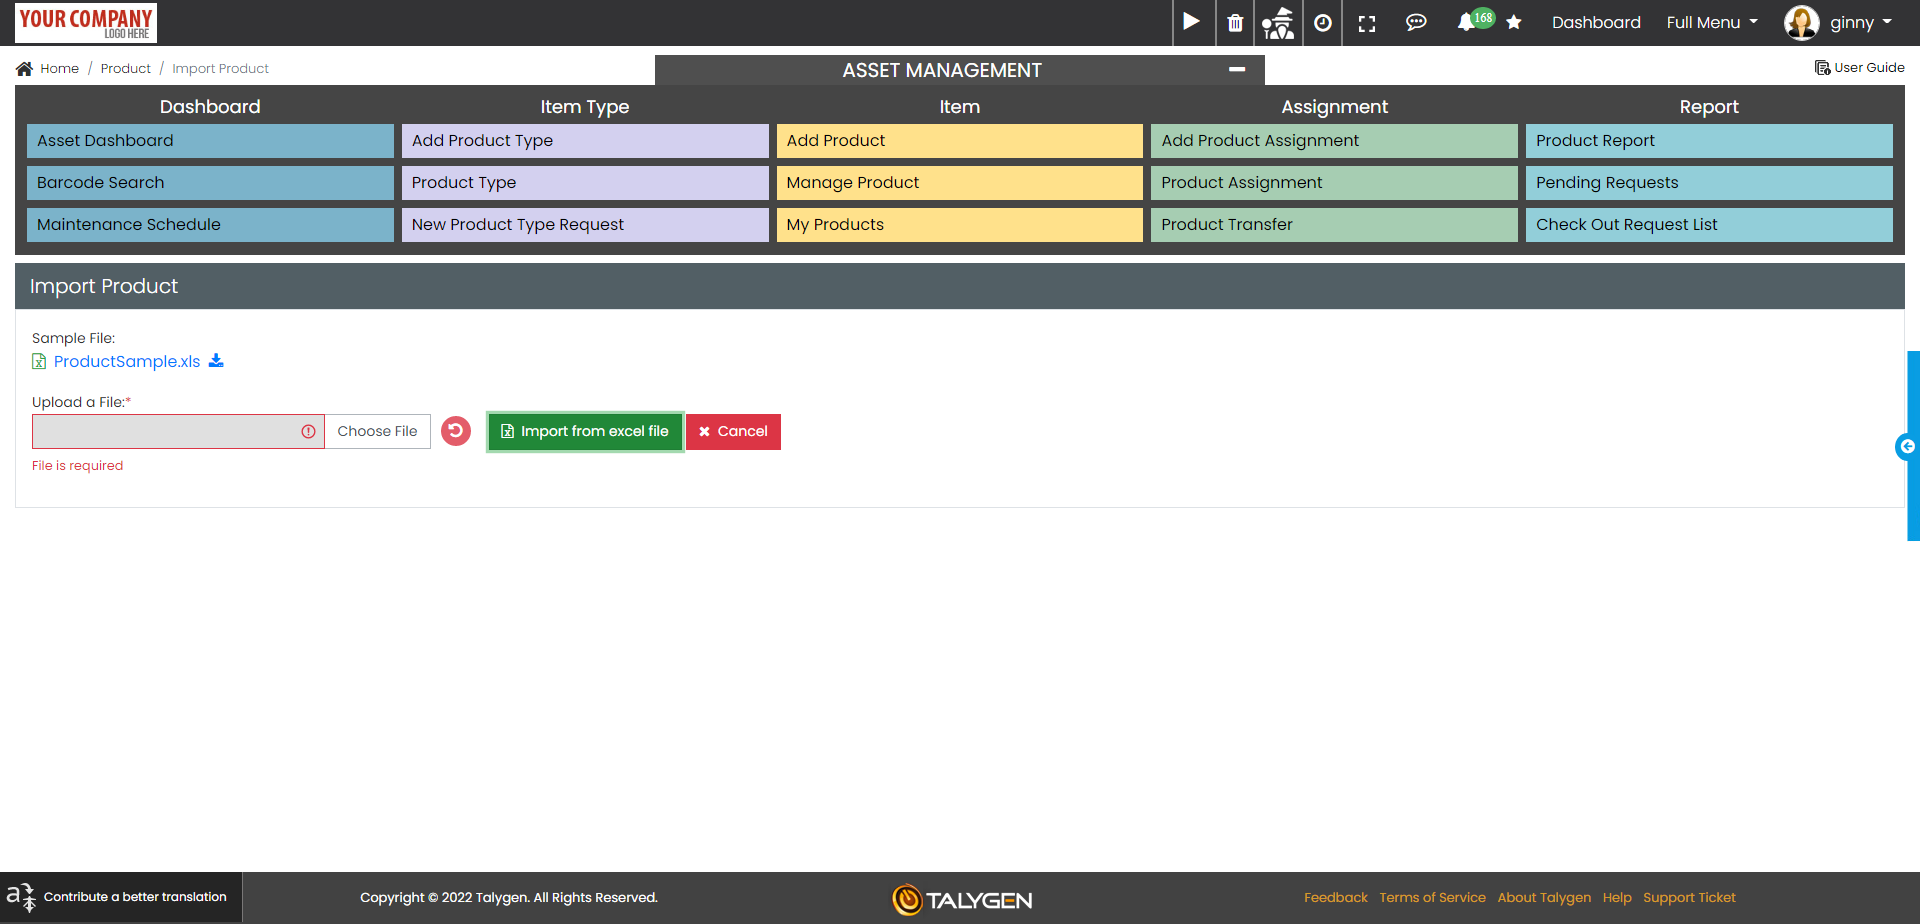 YOUR COMPANY
LOGO HERE
168
Dashboard
Full Menu
ginny
Home / Product / Import Product
ASSET MANAGEMENT
User Guide
Dashboard
Item Type
Item
Assignment
Report
Asset Dashboard
Add Product Type
Add Product
Add Product Assignment
Product Report
Barcode Search
Product Type
Manage Product
Product Assignment
Pending Requests
Maintenance Schedule
New Product Type Request
My Products
Product Transfer
Check Out Request List
Import Product
Sample File:
ProductSample.xls
Upload a File:*
Choose File
Import from excel file
Cancel
File is required
Contribute a better translation
Copyright © 2022 Talygen. All Rights Reserved.
TALYGEN
Feedback
Terms of Service
About Talygen
Help
Support Ticket